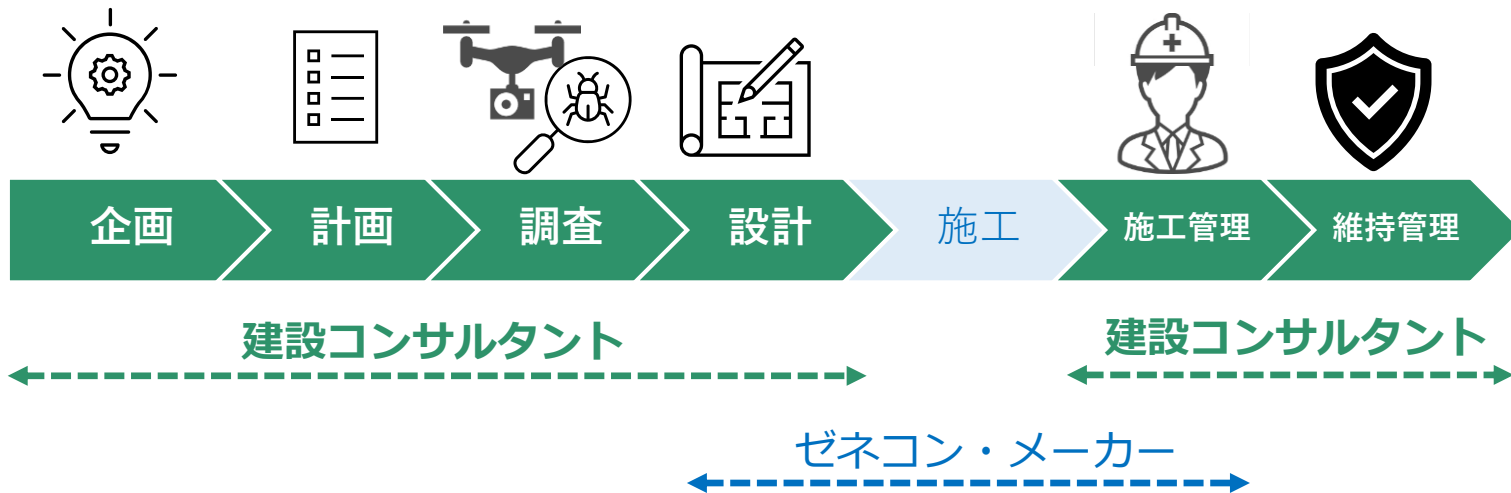 企画
計画
調査
設計
施工
施工管理
維持管理
建設コンサルタント
建設コンサルタント
ゼネコン・メーカー